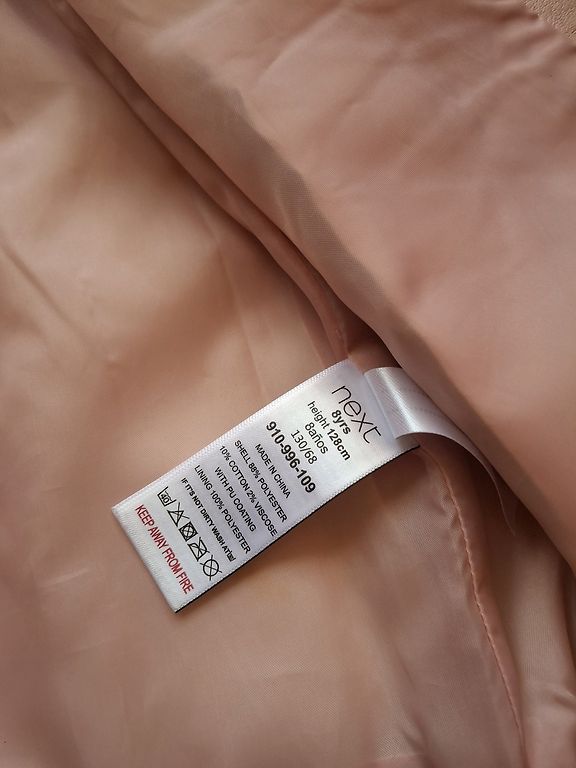 next
8yrs
height 128cm
8años
130/68
910-996-109
MADE IN CHINA
SHELL 88% POLYESTER
10% COTTON 2% VISCOSE
WITH PU COATING
LINING 100% POLYESTER
IF IT'S NOT DIRTY WASH AT
KEEP AWAY FROM FIRE